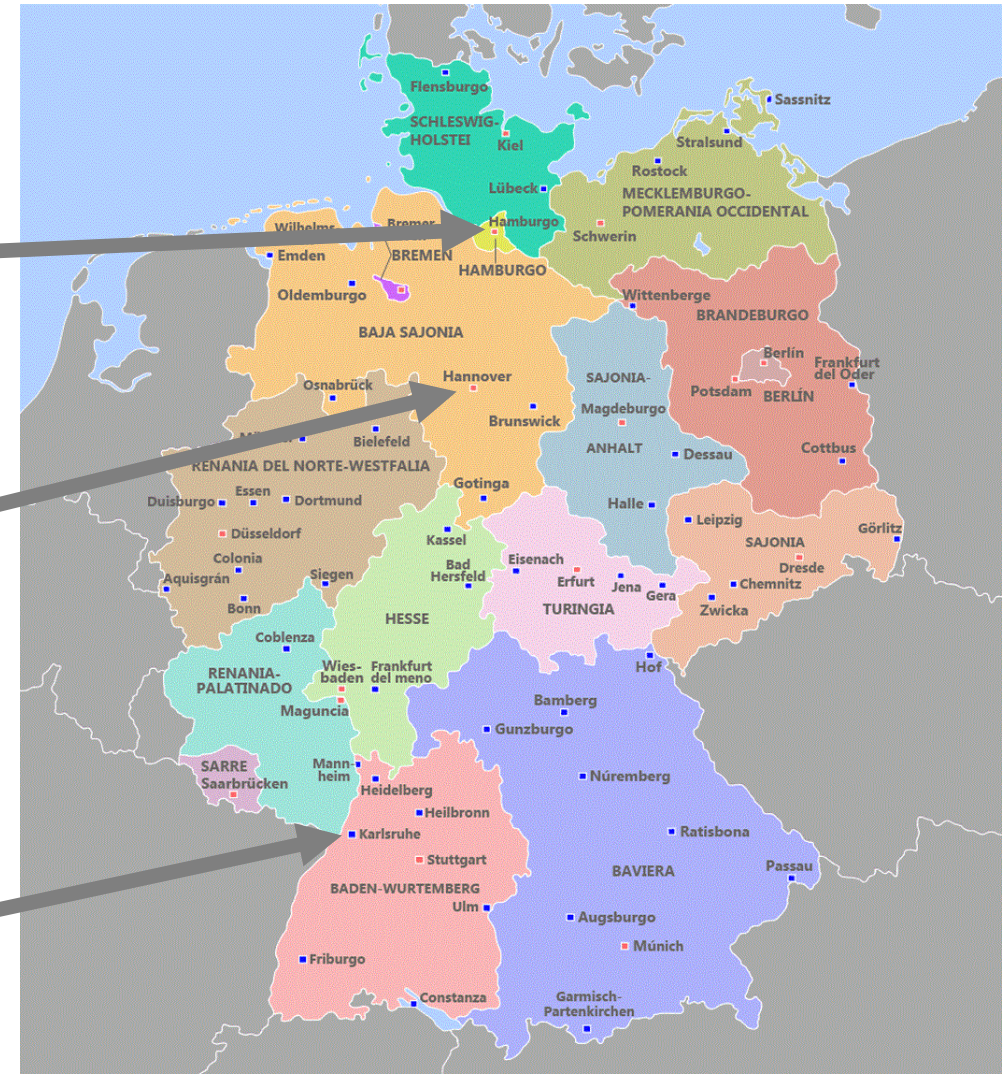 Flensburgo
SCHLESWIG-
HOLSTEI
Kiel
Lübeck
Sassnitz
Stralsund
Rostock
MECKLEMBURGO-
POMERANIA OCCIDENTAL
Schwerin
Hamburgo
HAMBURGO
Wilhelms
Bremer
BREMEN
Emden
Oldemburgo
BAJA SAJONIA
Wittenberge
BRANDEBURGO
Berlín
Frankfurt
del Oder
Potsdam
BERLÍN
Cottbus
SAJONIA-
Magdeburgo
ANHALT
Dessau
Halle
Hannover
Brunswick
Gotinga
Osnabrück
Bielefeld
RENANIA DEL NORTE-WESTFALIA
Duisburgo
Essen
Dortmund
Düsseldorf
Colonia
Aquisgrán
Bonn
Siegen
Kassel
Bad
Hersfeld
HESSE
Eisenach
Erfurt
Jena
Gera
TURINGIA
Leipzig
SAJONIA
Görlitz
Dresde
Chemnitz
Zwicka
Hof
Coblenza
RENANIA-
PALATINADO
Wies-
baden
Frankfurt
del meno
Maguncia
SARRE
Saarbrücken
Mann-
heim
Heidelberg
Heilbronn
Karlsruhe
Stuttgart
BADEN-WURTEMBERG
Ulm
Friburgo
Constanza
Bamberg
Gunzburgo
Núremberg
Ratisbona
Passau
BAVIERA
Augsburgo
Múnich
Garmisch-
Partenkirchen